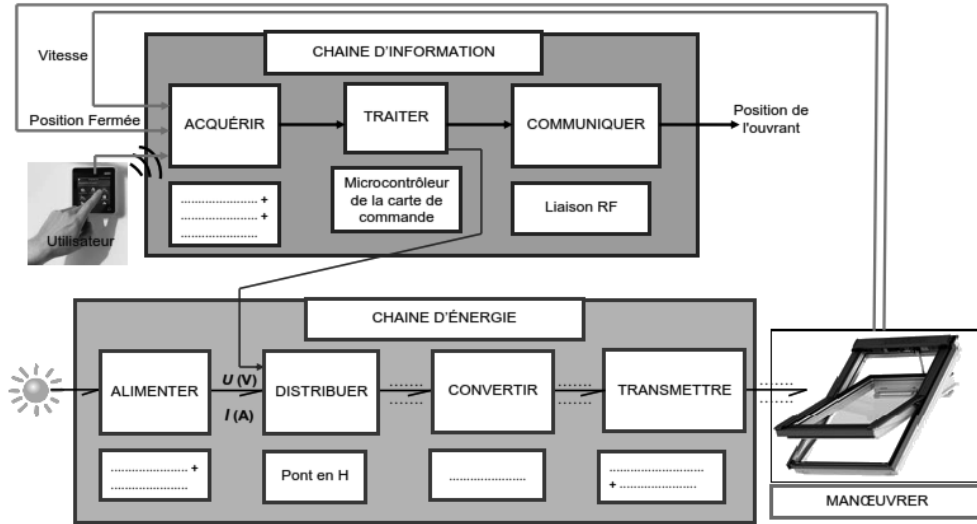 CHAINE D'INFORMATION
Vitesse
Position Fermée
ACQUÉRIR
TRAITER
COMMUNIQUER
Position de
l'ouvrant
Utilisateur
........................ +
........................ +
........................
Microcontrôleur
de la carte de
commande
Liaison RF
CHAINE D'ÉNERGIE
ALIMENTER
U (V)
I (A)
DISTRIBUER
..........
..........
CONVERTIR
..........
..........
TRANSMETTRE
..........
..........
........................ +
........................
Pont en H
........................
............................
+ ........................
MANŒUVRER